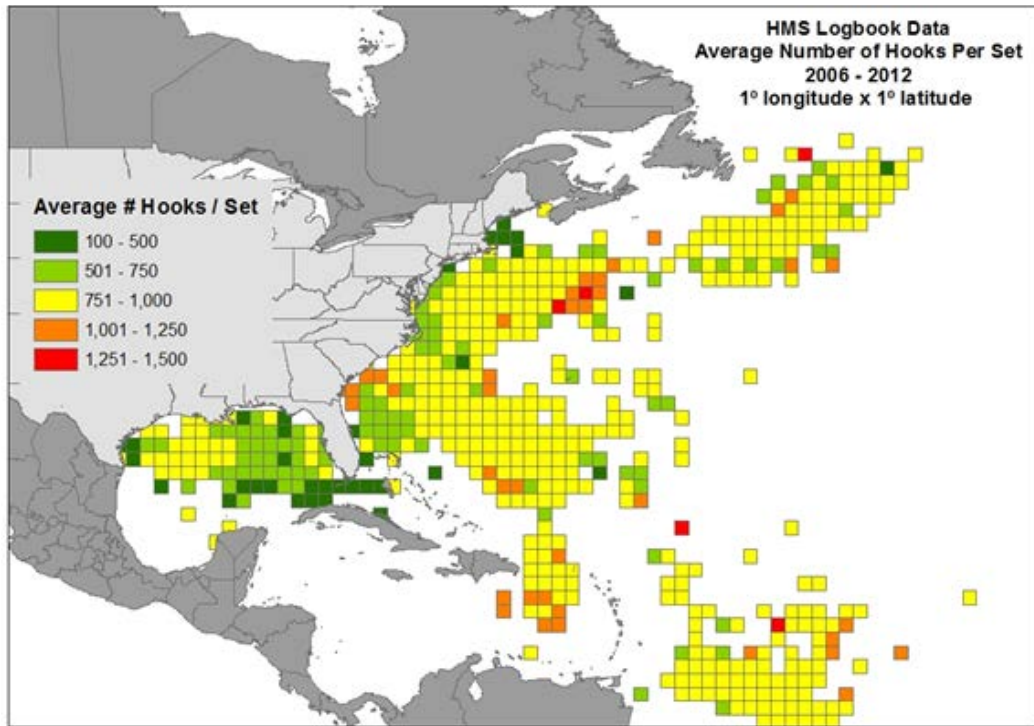 HMS Logbook Data
Average Number of Hooks Per Set
2006 - 2012
1º longitude x 1º latitude
Average # Hooks / Set
100 - 500
501 - 750
751 - 1,000
1,001 - 1,250
1,251 - 1,500